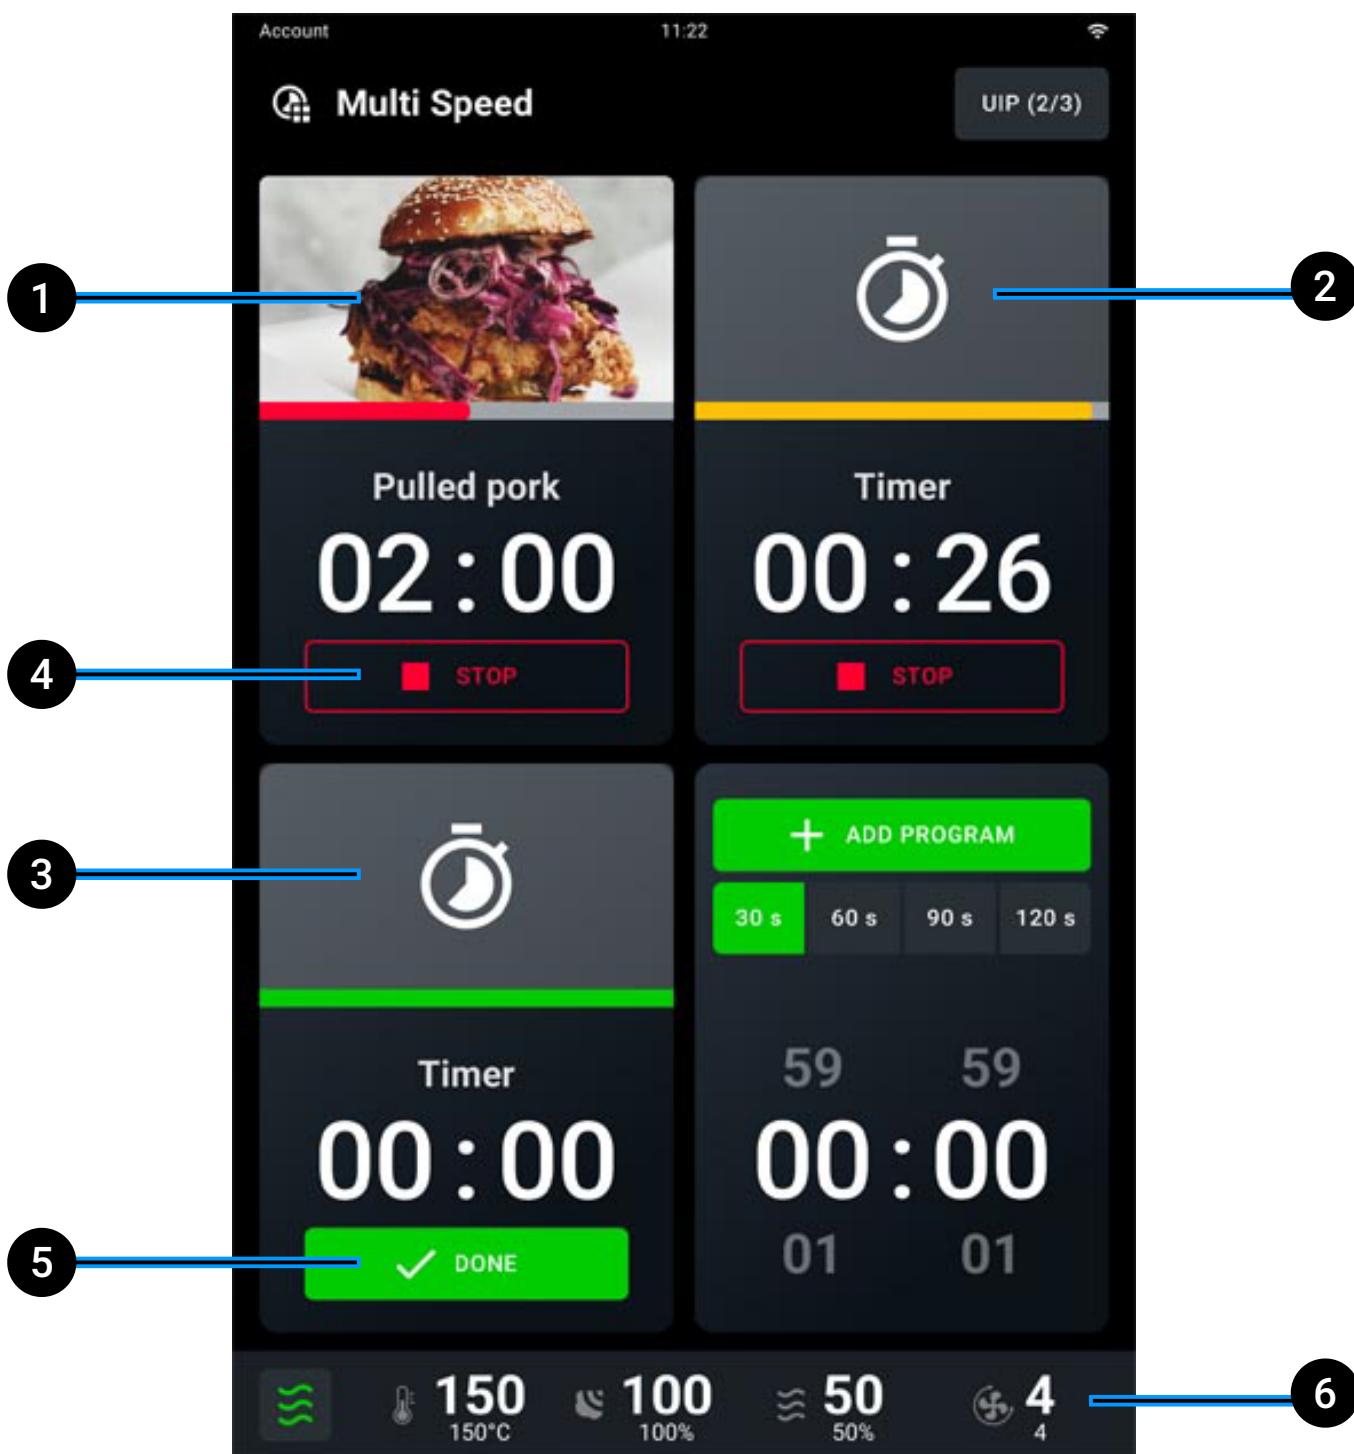 Account 11:22
Multi Speed UIP (2/3)
1
2
Pulled pork
02:00
STOP
Timer
00:26
STOP
4
3
Timer
00:00
DONE
5
ADD PROGRAM
30 s 60 s 90 s 120 s
59 59
00:00
01 01
150 100 50 4
150°C 100% 50% 4
6